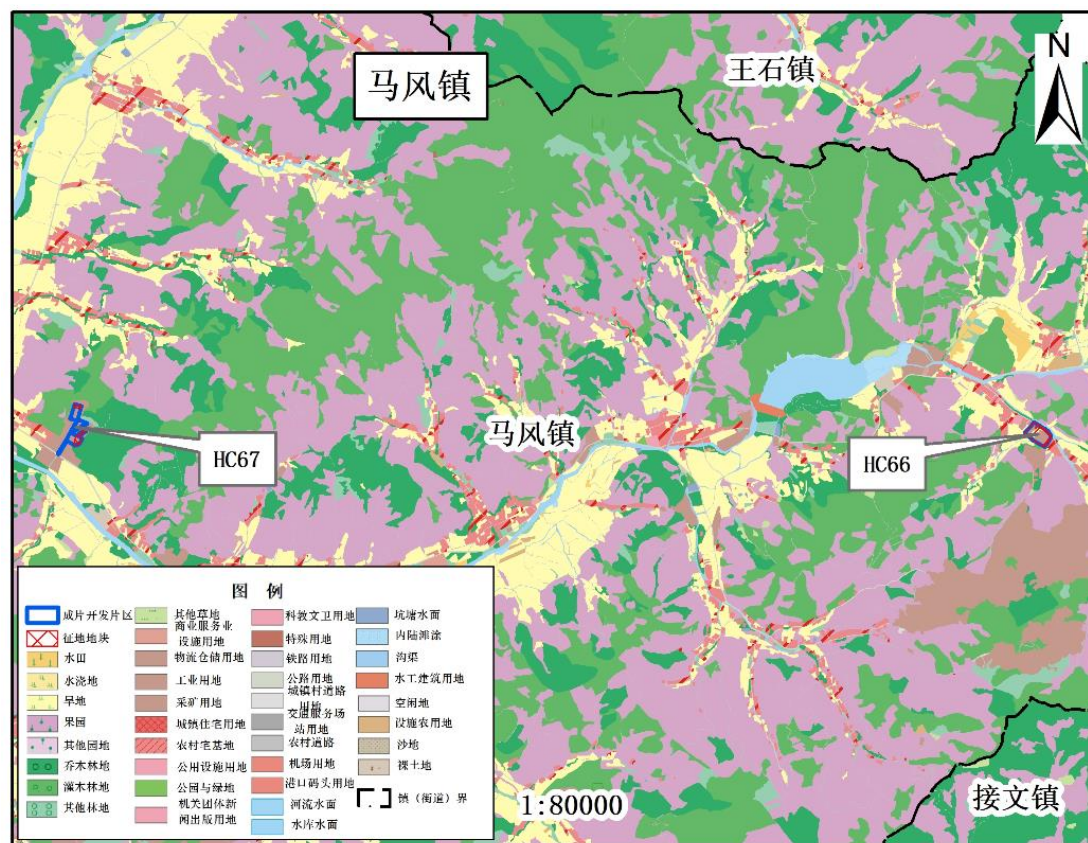 马风镇
王石镇
N
马风镇
HC67
HC66
接文镇
1:80000
图 例
成片开发片区
征地地块
水田
水浇地
旱地
果园
其他园地
乔木林地
灌木林地
其他林地
其他草地
商业服务业
设施用地
物流仓储用地
工业用地
采矿用地
城镇住宅用地
农村宅基地
公用设施用地
公园与绿地
机关团体新
闻出版用地
科教文卫用地
特殊用地
铁路用地
公路用地
城镇村道路
用地
交通服务场
站用地
农村道路
机场用地
港口码头用地
河流水面
水库水面
坑塘水面
内陆滩涂
沟渠
水工建筑用地
空闲地
设施农用地
沙地
裸土地
镇（街道）界